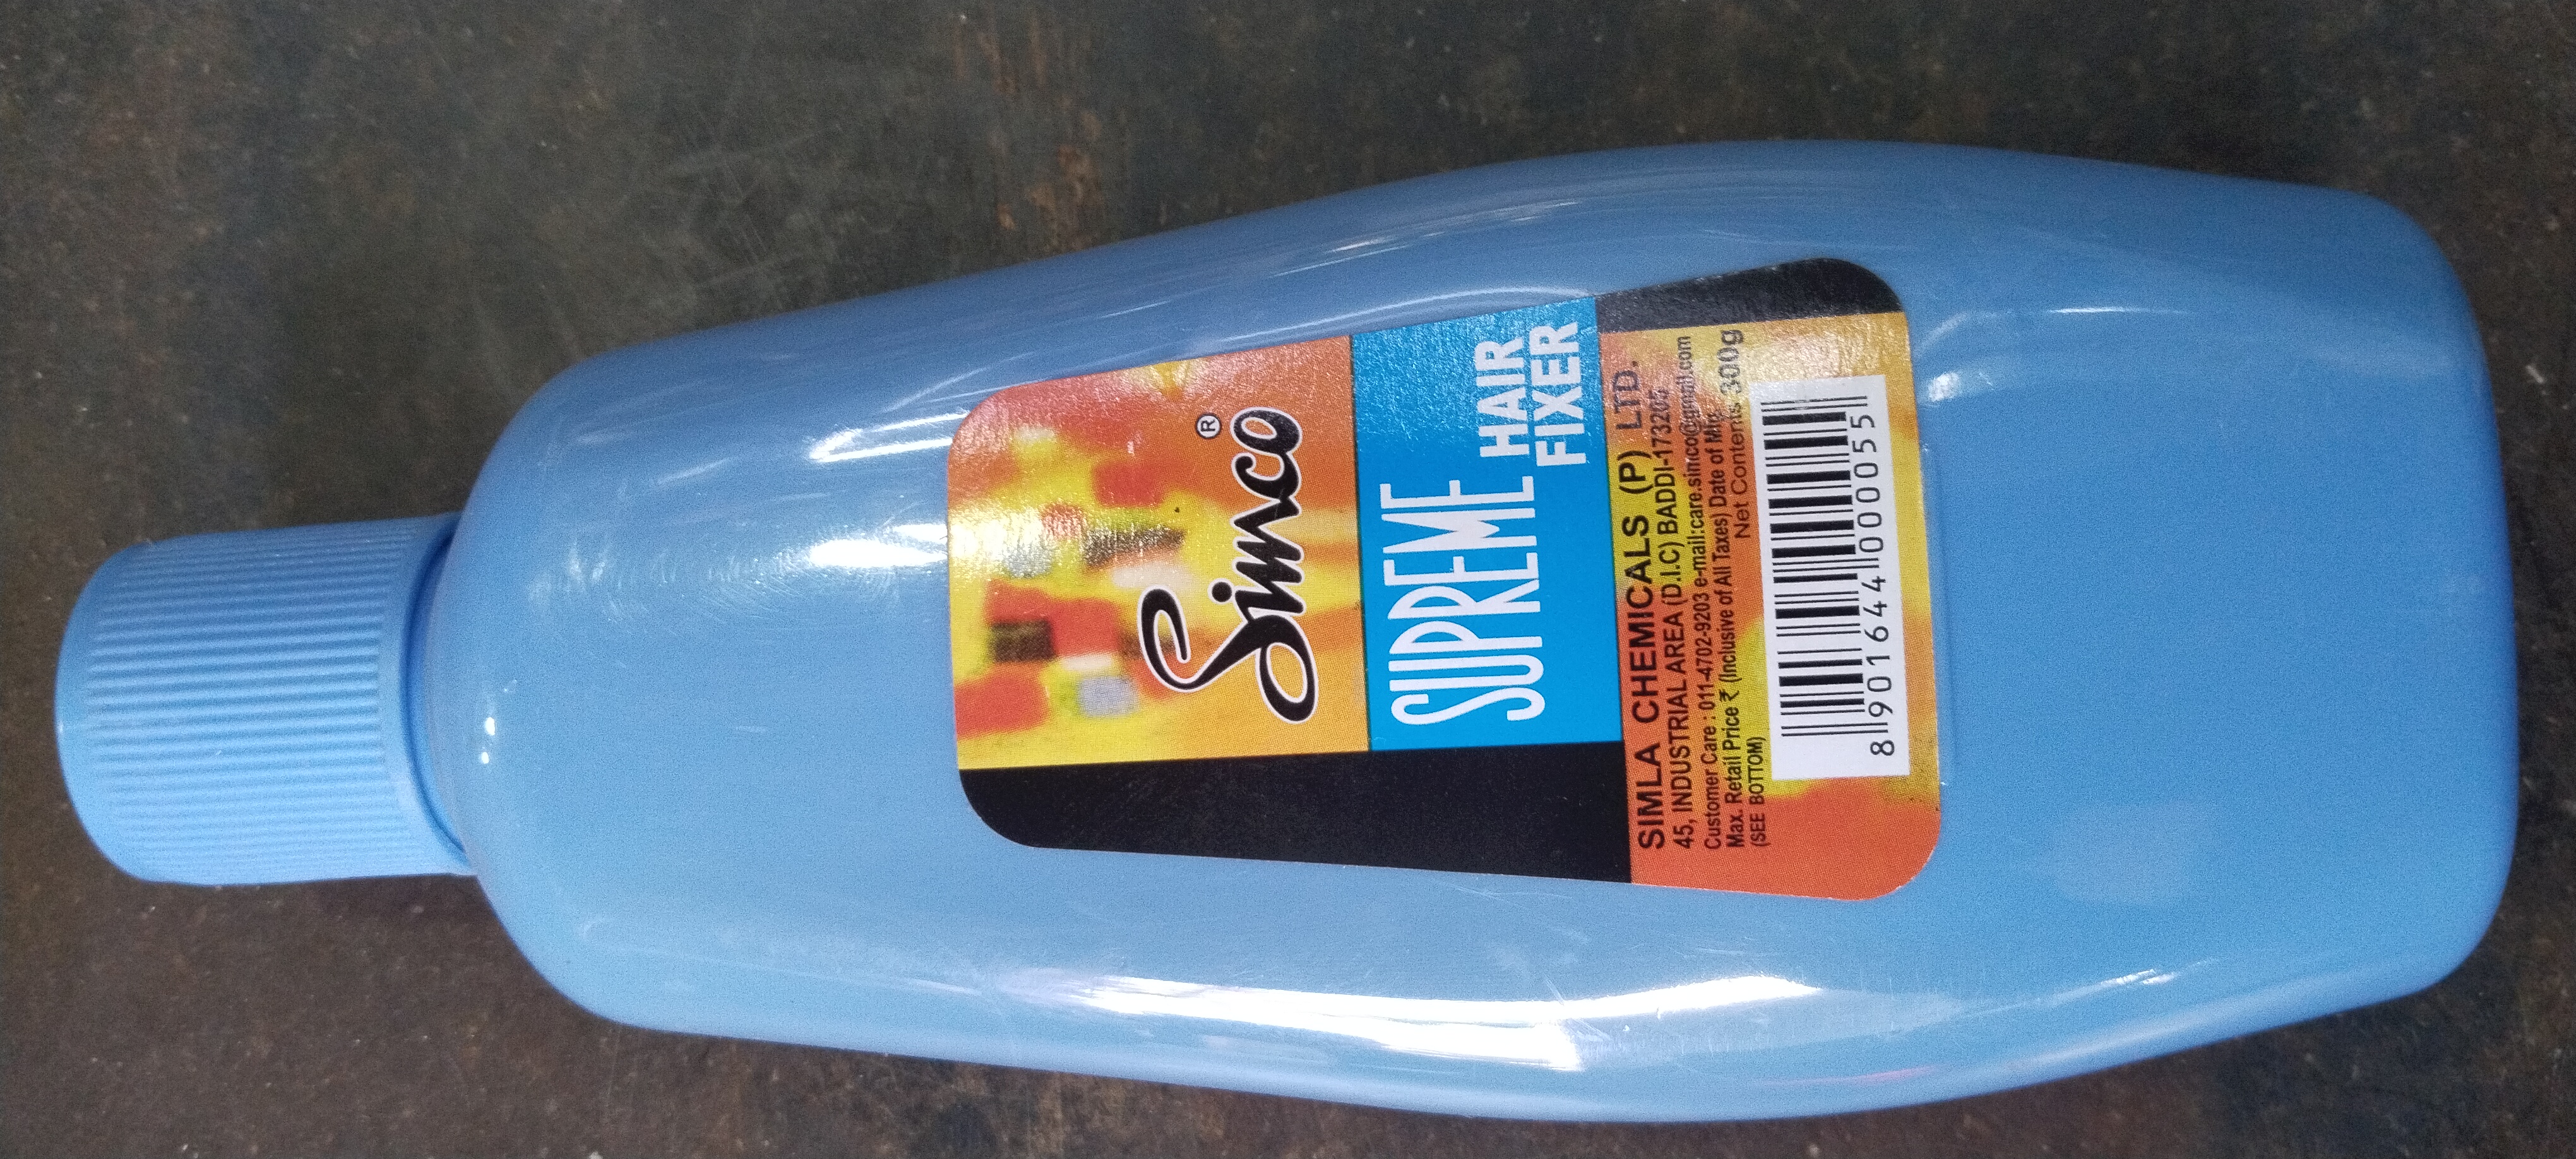 Simco®
SUPREME HAIR
FIXER
SIMLA CHEMICALS (P) LTD.
45, INDUSTRIAL AREA (D.I.C) BADDI-173205
Customer Care : 011-4702-9203 e-mail:care.simco@gmail.com
Max. Retail Price ₹ (Inclusive of All Taxes) Date of Mfg.
(SEE BOTTOM) Net Contents 300g
8 901644 000055